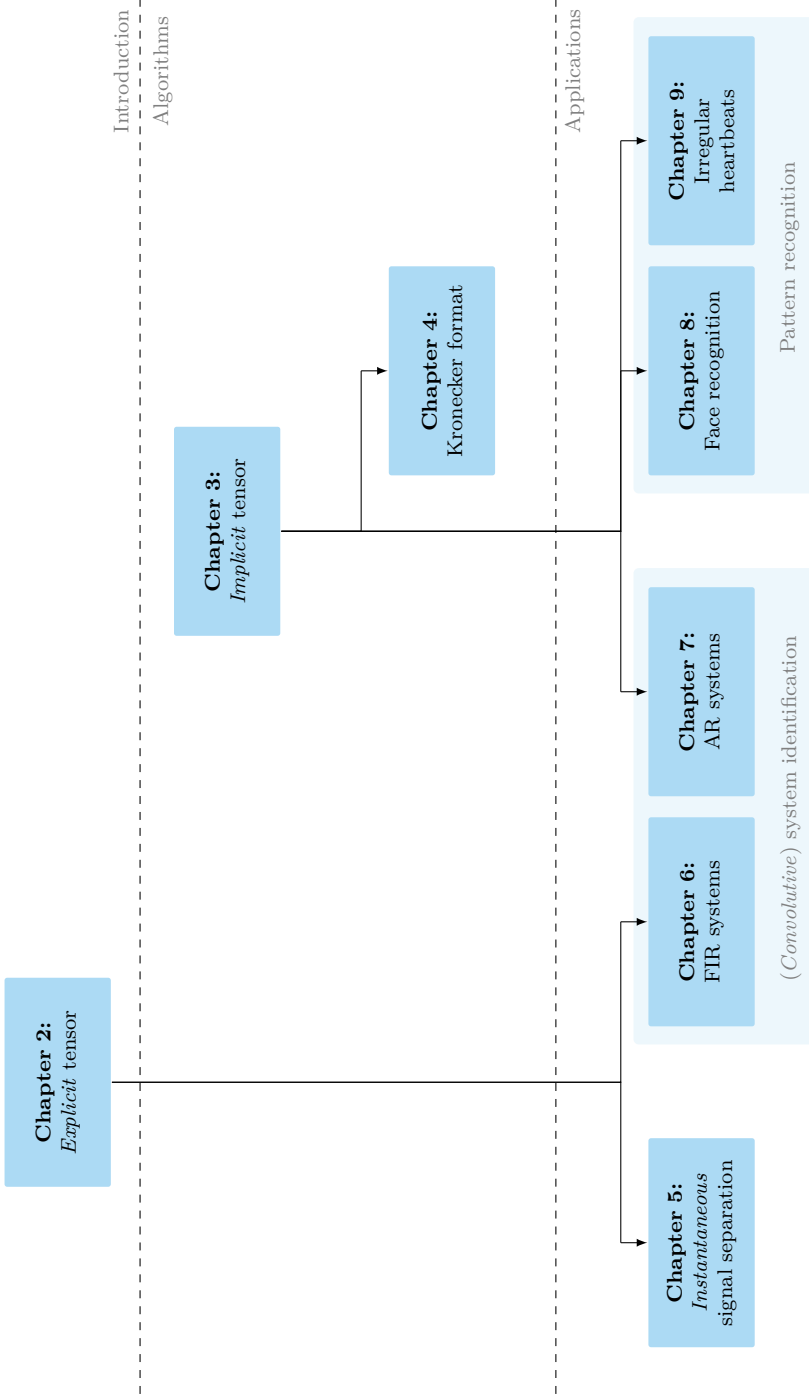 Introduction
Algorithms
Applications
Chapter 2:
Explicit tensor
Chapter 3:
Implicit tensor
Chapter 4:
Kronecker format
Chapter 5:
Instantaneous
signal separation
Chapter 6:
FIR systems
Chapter 7:
AR systems
(Convolutive) system identification
Chapter 8:
Face recognition
Chapter 9:
Irregular
heartbeats
Pattern recognition